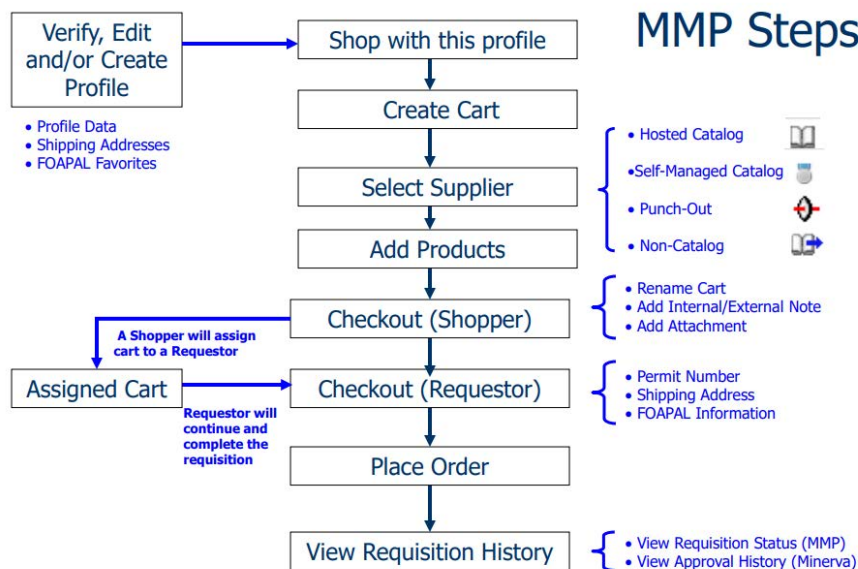 MMP Steps
Verify, Edit
and/or Create
Profile
• Profile Data
• Shipping Addresses
• FOAPAL Favorites
Shop with this profile
Create Cart
Select Supplier
• Hosted Catalog
•Self-Managed Catalog
• Punch-Out
• Non-Catalog
Add Products
Checkout (Shopper)
• Rename Cart
• Add Internal/External Note
• Add Attachment
A Shopper will assign
cart to a Requestor
Assigned Cart
Requestor will
continue and
complete the
requisition
Checkout (Requestor)
• Permit Number
• Shipping Address
• FOAPAL Information
Place Order
View Requisition History
• View Requisition Status (MMP)
• View Approval History (Minerva)